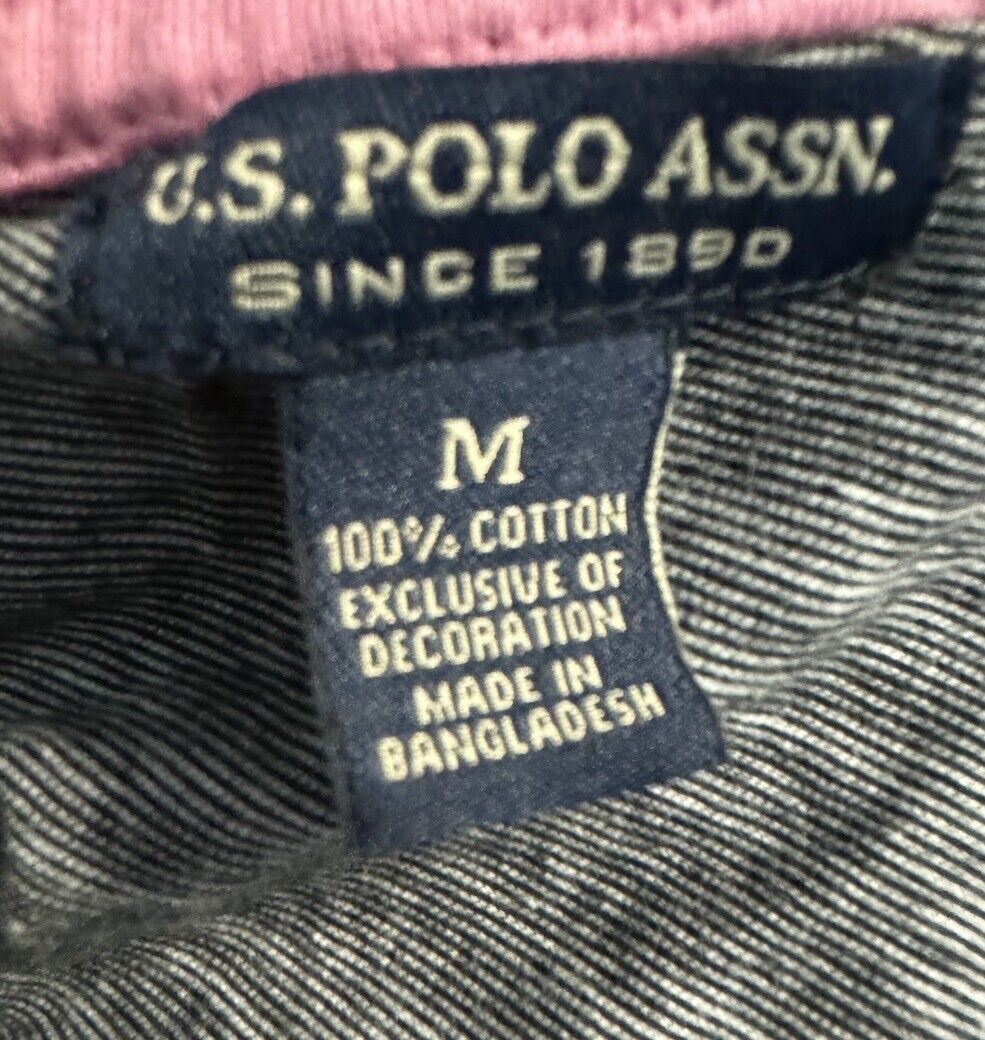 U.S. POLO ASSN.
SINCE 1890
M
100% COTTON
EXCLUSIVE OF
DECORATION
MADE IN
BANGLADESH